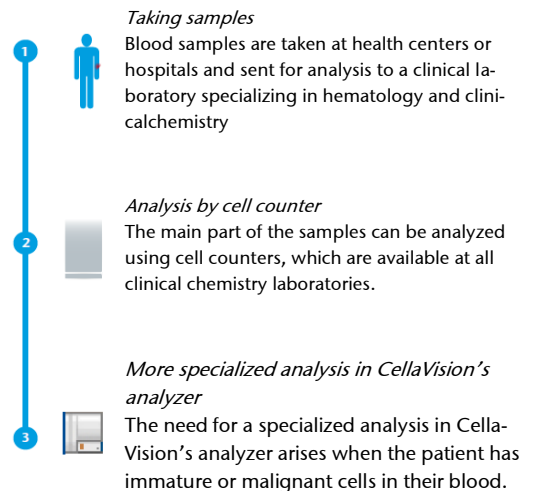 Taking samples
1
Blood samples are taken at health centers or
hospitals and sent for analysis to a clinical la-
boratory specializing in hematology and clini-
calchemistry
Analysis by cell counter
2
The main part of the samples can be analyzed
using cell counters, which are available at all
clinical chemistry laboratories.
More specialized analysis in CellaVision’s
analyzer
3
The need for a specialized analysis in Cella-
Vision’s analyzer arises when the patient has
immature or malignant cells in their blood.